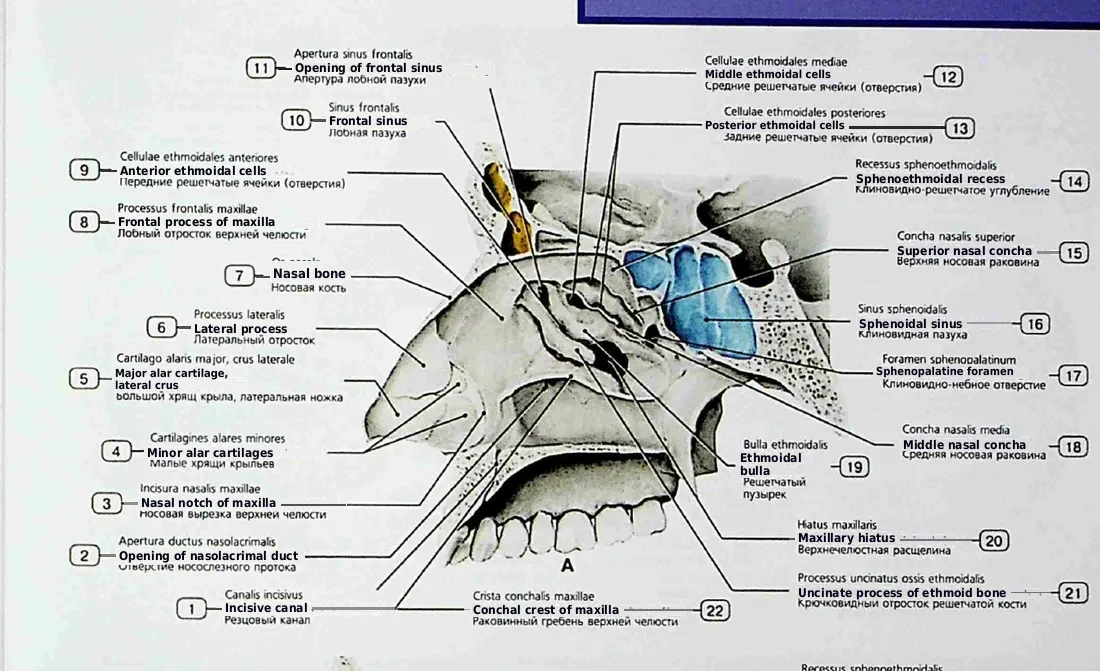 11
Apertura sinus frontalis
Opening of frontal sinus
Апертура лобной пазухи
10
Sinus frontalis
Frontal sinus
Лобная пазуха
9
Cellulae ethmoidales anteriores
Anterior ethmoidal cells
Передние решетчатые ячейки (отверстия)
8
Processus frontalis maxillae
Frontal process of maxilla
Лобный отросток верхней челюсти
7
Nasal bone
Носовая кость
6
Processus lateralis
Lateral process
Латеральный отросток
5
Cartilago alaris major, crus laterale
Major alar cartilage,
lateral crus
Большой хрящ крыла, латеральная ножка
4
Cartilagines alares minores
Minor alar cartilages
Малые хрящи крыльев
3
Incisura nasalis maxillae
Nasal notch of maxilla
Носовая вырезка верхней челюсти
2
Apertura ductus nasolacrimalis
Opening of nasolacrimal duct
Отверстие носослезного протока
1
Canalis incisivus
Incisive canal
Резцовый канал
Crista conchalis maxillae
Conchal crest of maxilla
Раковинный гребень верхней челюсти
22
A
Cellulae ethmoidales mediae
Middle ethmoidal cells
Средние решетчатые ячейки (отверстия)
12
Cellulae ethmoidales posteriores
Posterior ethmoidal cells
Задние решетчатые ячейки (отверстия)
13
Recessus sphenoethmoidalis
Sphenoethmoidal recess
Клиновидно-решетчатое углубление
14
Concha nasalis superior
Superior nasal concha
Верхняя носовая раковина
15
Sinus sphenoidalis
Sphenoidal sinus
Клиновидная пазуха
16
Foramen sphenopalatinum
Sphenopalatine foramen
Клиновидно-небное отверстие
17
Concha nasalis media
Middle nasal concha
Средняя носовая раковина
18
Bulla ethmoidalis
Ethmoidal
bulla
Решетчатый
пузырек
19
Hiatus maxillaris
Maxillary hiatus
Верхнечелюстная расщелина
20
Processus uncinatus ossis ethmoidalis
Uncinate process of ethmoid bone
Крючковидный отросток решетчатой кости
21
Recessus sphenoethmoidalis